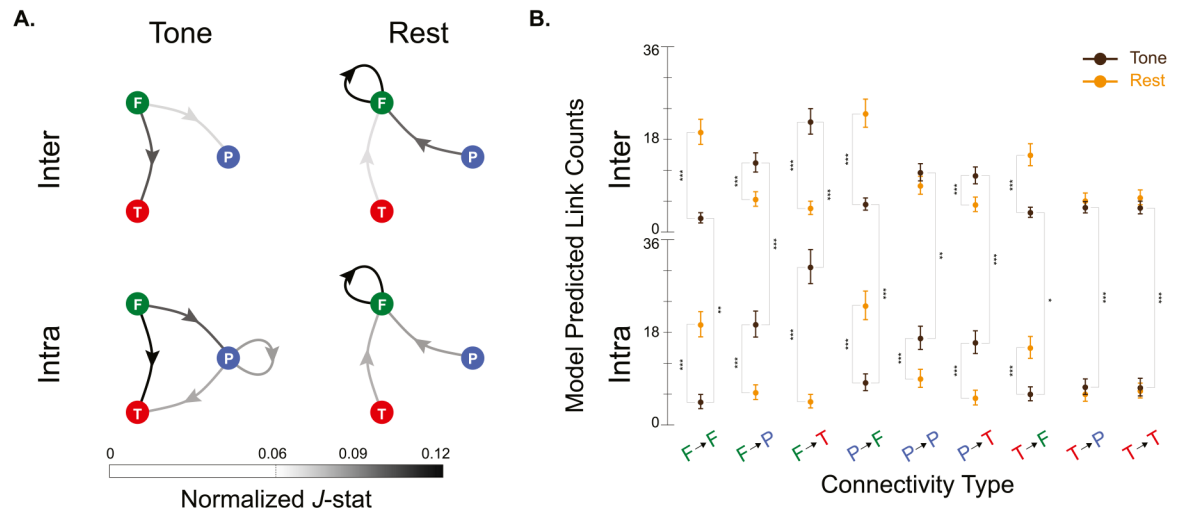 A.
Tone Rest
Inter
F
P
T
F
P
T
Intra
F
P
T
F
P
T
0 0.06 0.09 0.12
Normalized J-stat
B.
Model Predicted Link Counts
Inter
Intra
36
18
0
36
18
0
Tone
Rest
*** *** *** *** *** *** *** *** *** ** *** * *** ***
*** *** ** *** *** *** *** *** ***
F→F F→P F→T P→F P→P P→T T→F T→P T→T
Connectivity Type